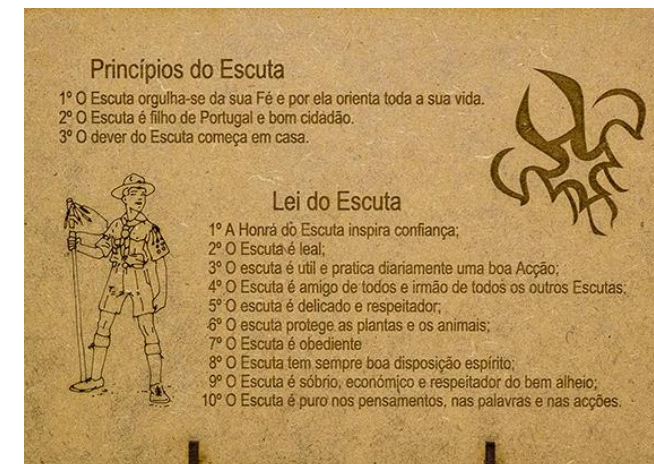 Princípios do Escuta
1º O Escuta orgulha-se da sua Fé e por ela orienta toda a sua vida.
2º O Escuta é filho de Portugal e bom cidadão.
3º O dever do Escuta começa em casa.
Lei do Escuta
1º A Honra do Escuta inspira confiança;
2º O Escuta é leal;
3º O escuta é util e pratica diariamente uma boa Acção;
4º O Escuta é amigo de todos e irmão de todos os outros Escutas;
5º O escuta é delicado e respeitador;
6º O escuta protege as plantas e os animais;
7º O Escuta é obediente
8º O Escuta tem sempre boa disposição espírito;
9º O Escuta é sóbrio, económico e respeitador do bem alheio;
10º O Escuta é puro nos pensamentos, nas palavras e nas acções.